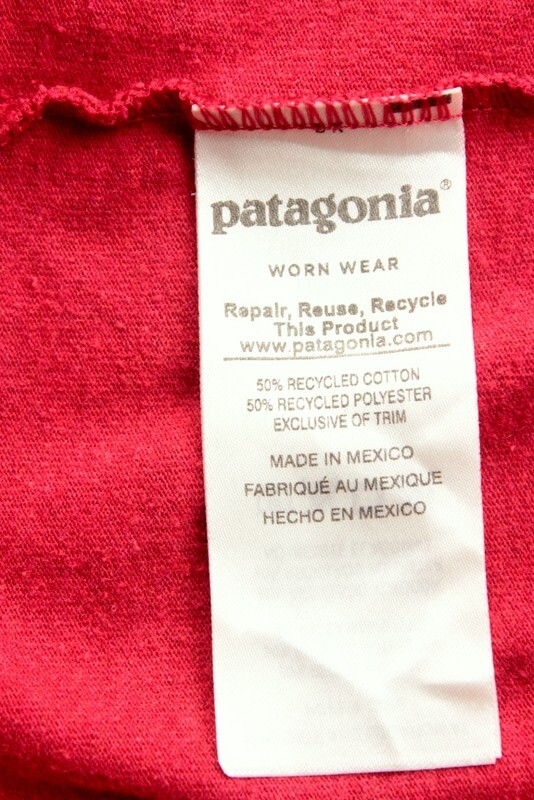 patagonia®
WORN WEAR
Repair, Reuse, Recycle
This Product
www.patagonia.com
50% RECYCLED COTTON
50% RECYCLED POLYESTER
EXCLUSIVE OF TRIM
MADE IN MEXICO
FABRIQUÉ AU MEXIQUE
HECHO EN MEXICO